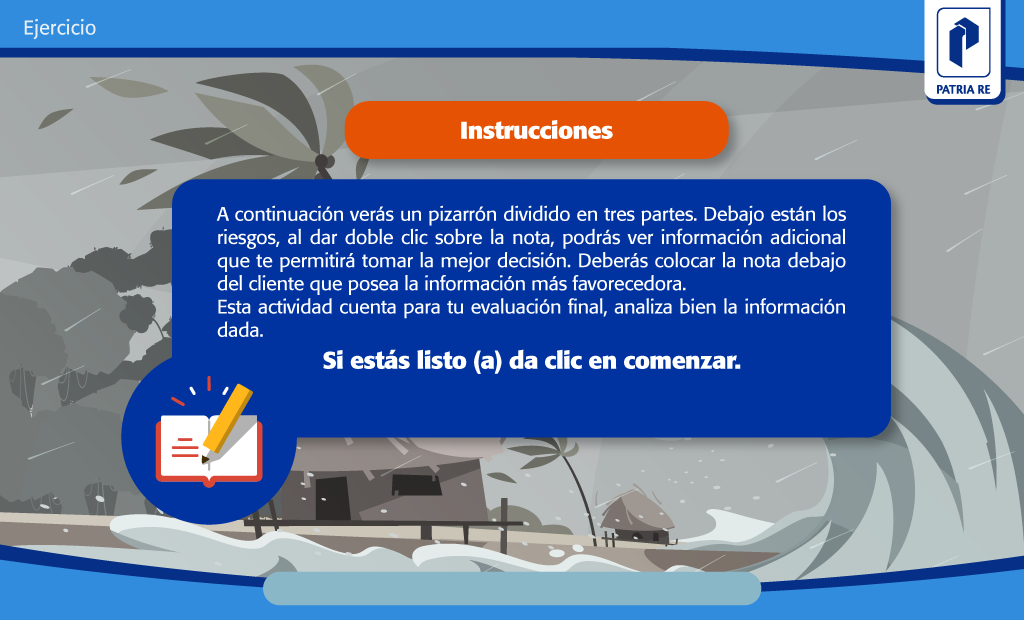 Ejercicio
PATRIA RE
Instrucciones
A continuación verás un pizarrón dividido en tres partes. Debajo están los
riesgos, al dar doble clic sobre la nota, podrás ver información adicional
que te permitirá tomar la mejor decisión. Deberás colocar la nota debajo
del cliente que posea la información más favorecedora.
Esta actividad cuenta para tu evaluación final, analiza bien la información
dada.
Si estás listo (a) da clic en comenzar.